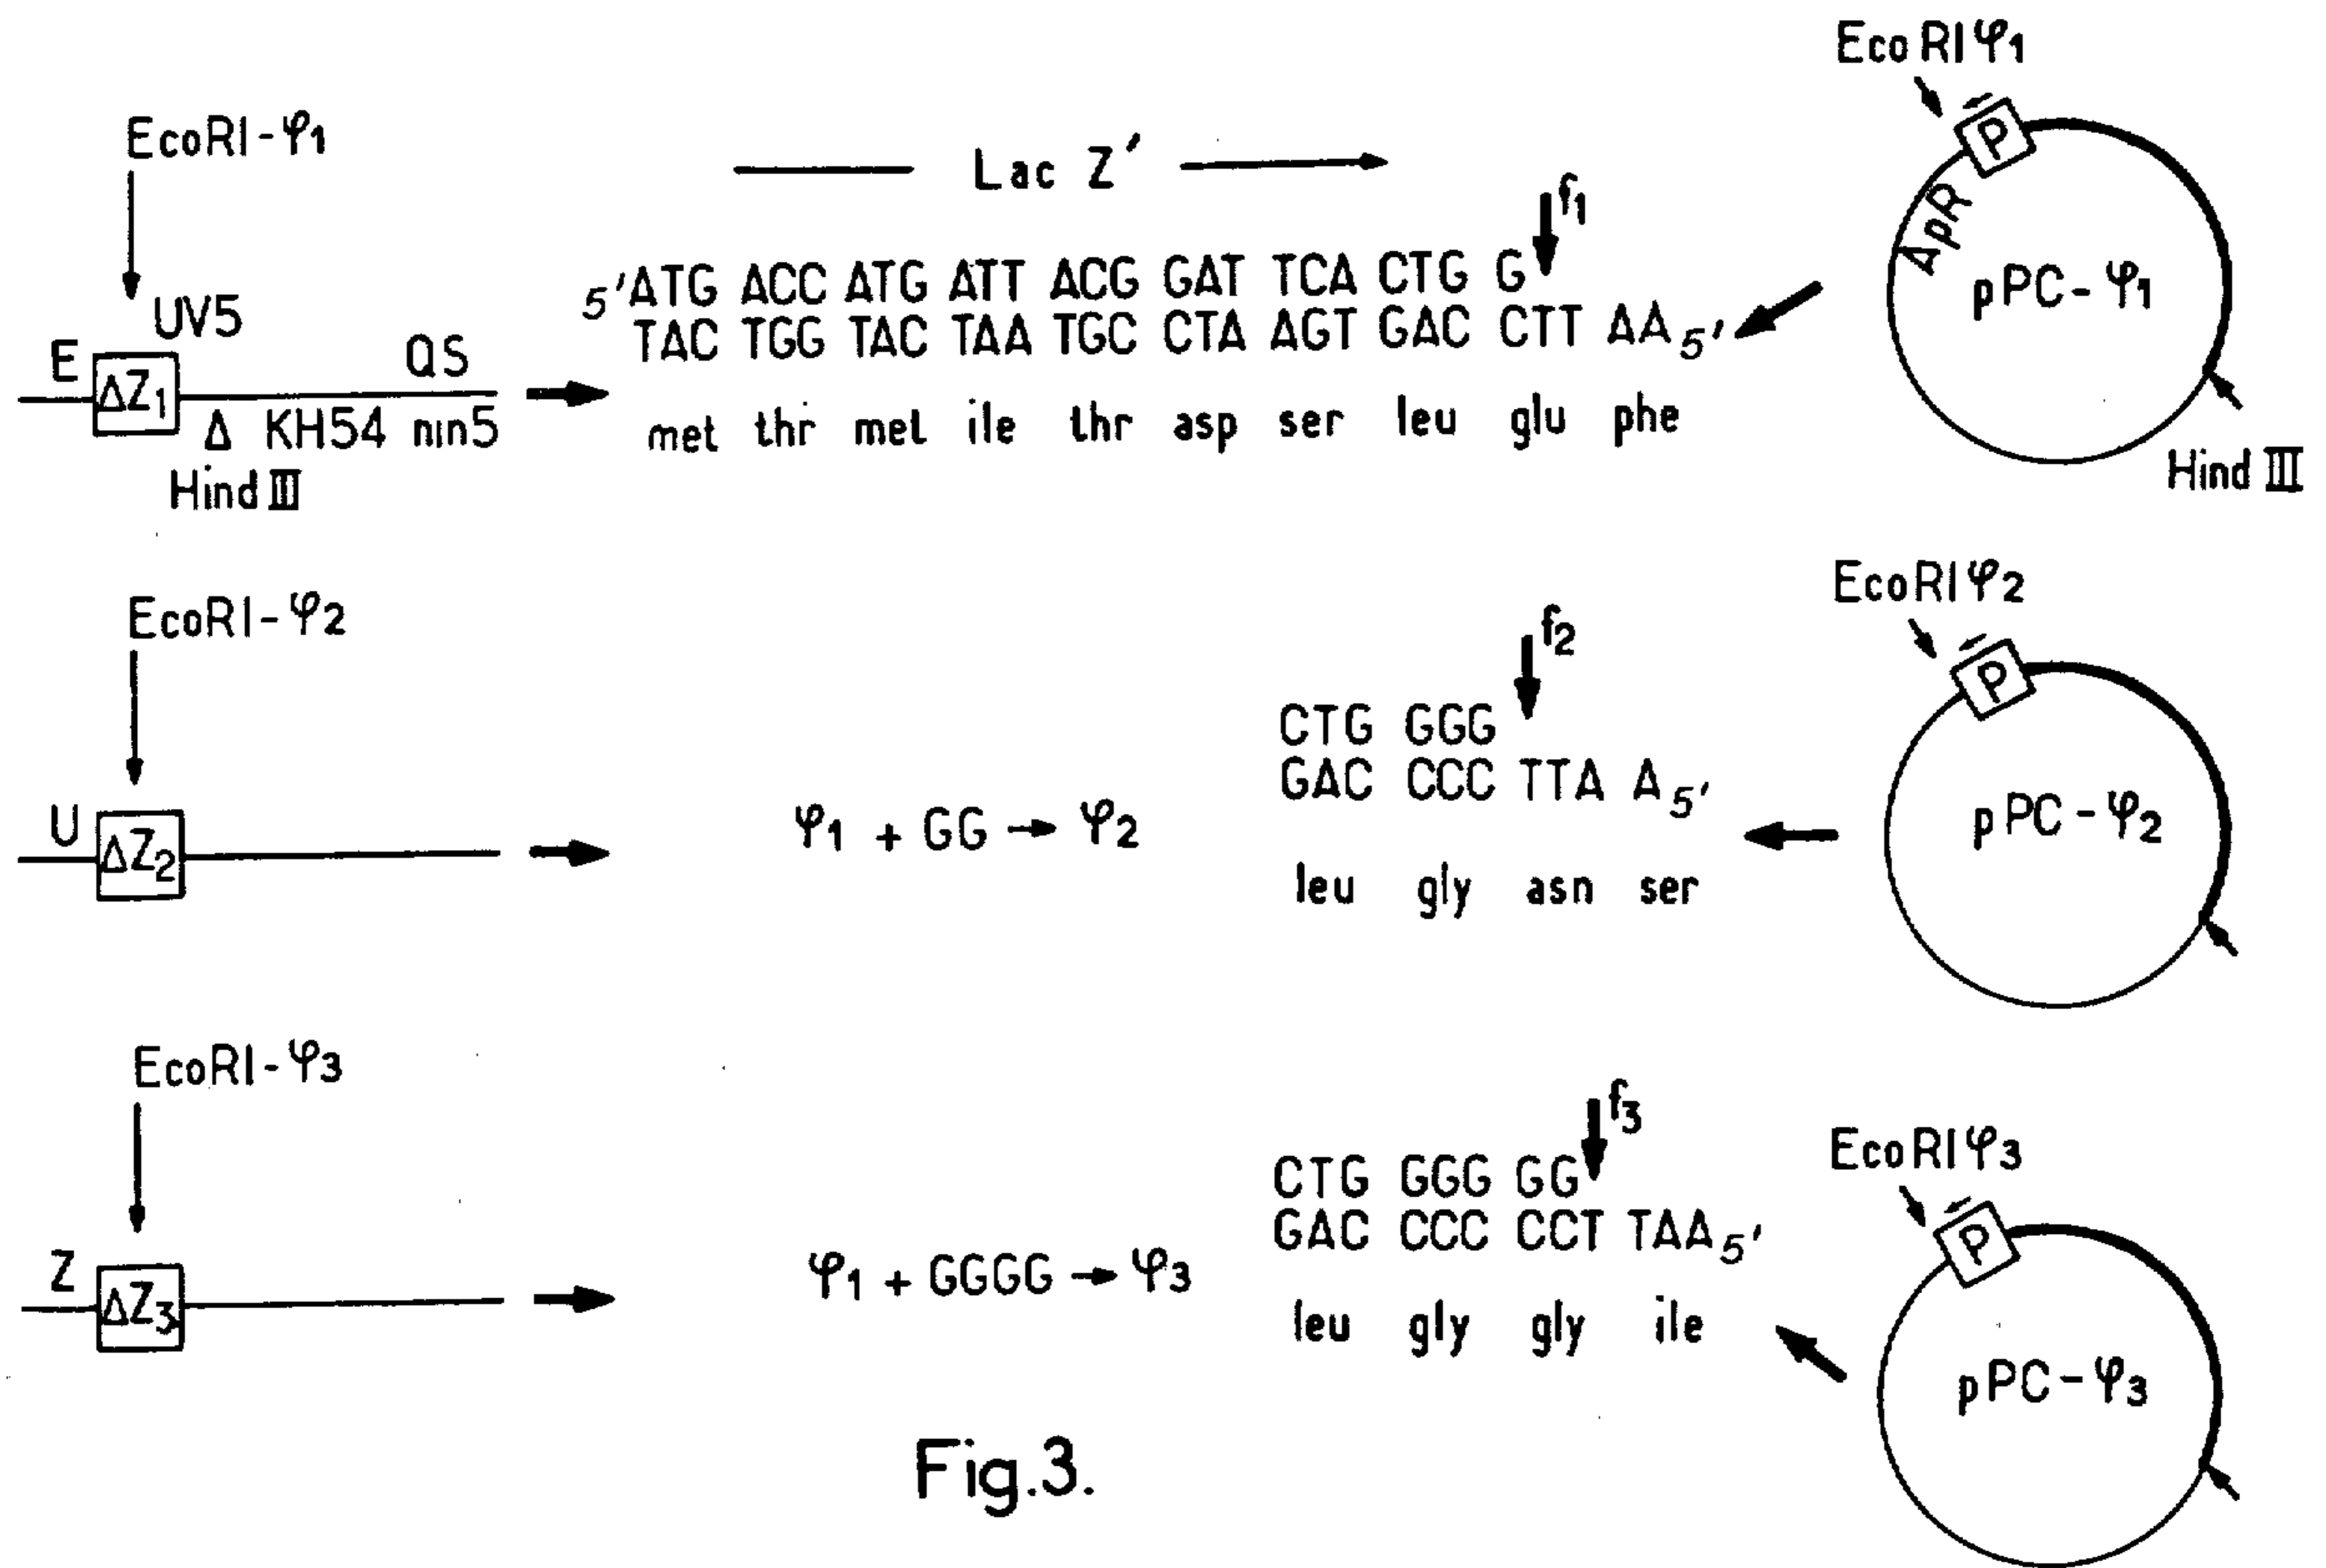 EcoRI-φ1
UV5
E
ΔZ1
QS
Δ KH54 nin5
Hind III
Lac Z′
f1
5′ATG ACC ATG ATT ACG GAT TCA CTG G
TAC TGG TAC TAA TGC CTA AGT GAC CTT AA5′
met thr met ile thr asp ser leu glu phe
EcoRI φ1
P
ApR
pPC-φ1
Hind III
EcoRI-φ2
U
ΔZ2
φ1 + GG → φ2
f2
CTG GGG
GAC CCC TTA A5′
leu gly asn ser
EcoRI φ2
P
pPC-φ2
EcoRI-φ3
Z
ΔZ3
φ1 + GGGG → φ3
f3
CTG GGG GG
GAC CCC CCT TAA5′
leu gly gly ile
EcoRI φ3
P
pPC-φ3
Fig.3.